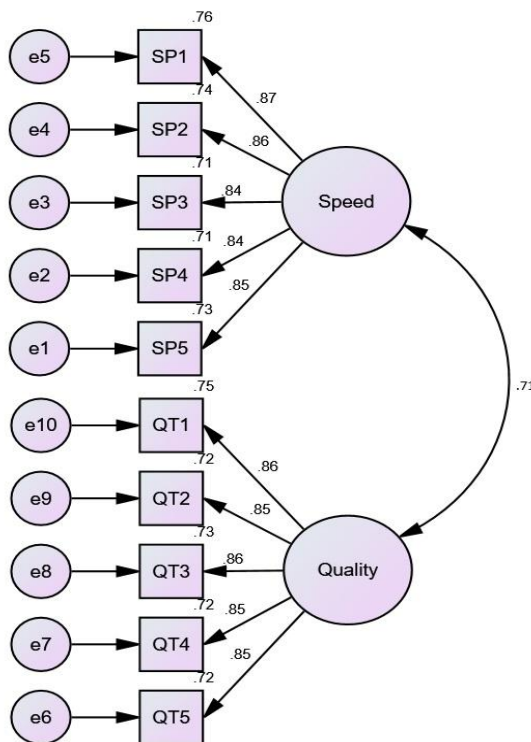 .76
e5 SP1
.87
.74
e4 SP2
.86
.71
e3 SP3 .84 Speed
.71
e2 SP4 .84
.85
.73
e1 SP5
.71
.75
e10 QT1
.86
.72
e9 QT2
.85
.73
e8 QT3 .86 Quality
.72
e7 QT4 .85
.85
.72
e6 QT5